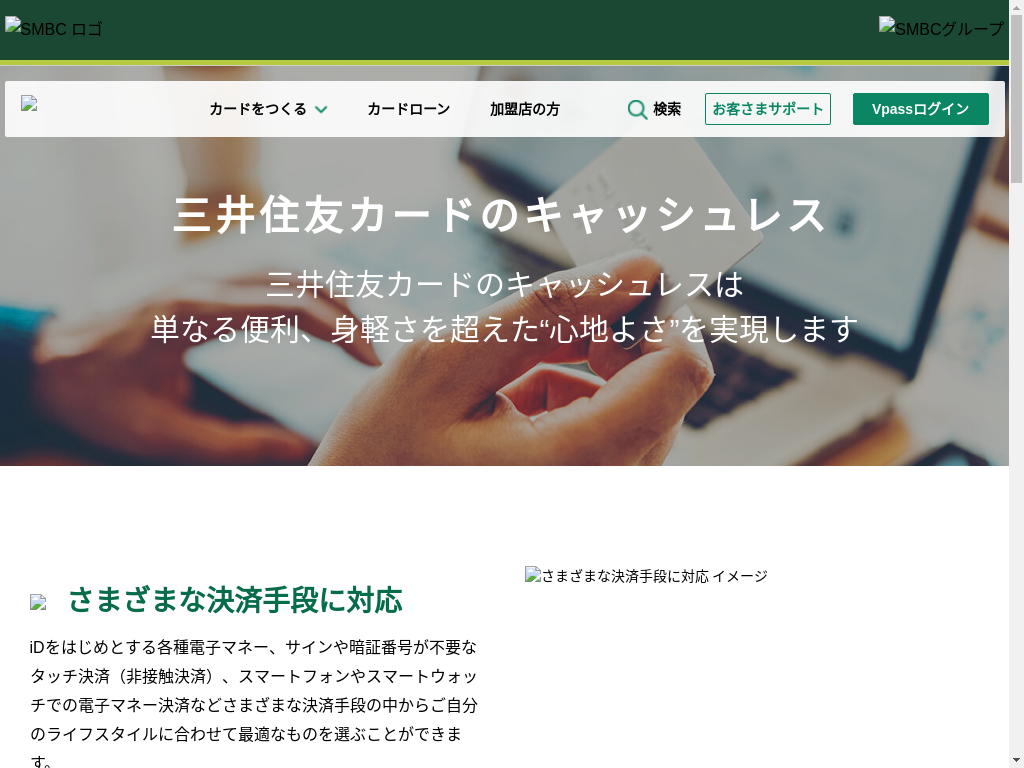 SMBC ロゴ
SMBCグループ
カードをつくる
カードローン
加盟店の方
検索
お客さまサポート
Vpassログイン
三井住友カードのキャッシュレス
三井住友カードのキャッシュレスは
単なる便利、身軽さを超えた“心地よさ”を実現します
さまざまな決済手段に対応
さまざまな決済手段に対応 イメージ
iDをはじめとする各種電子マネー、サインや暗証番号が不要な
タッチ決済（非接触決済）、スマートフォンやスマートウォッ
チでの電子マネー決済などさまざまな決済手段の中からご自分
のライフスタイルに合わせて最適なものを選ぶことができま
す。